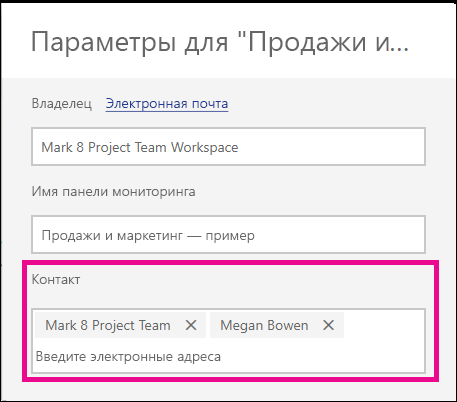 Параметры для "Продажи и...
Владелец Электронная почта
Mark 8 Project Team Workspace
Имя панели мониторинга
Продажи и маркетинг — пример
Контакт
Mark 8 Project Team × Megan Bowen ×
Введите электронные адреса